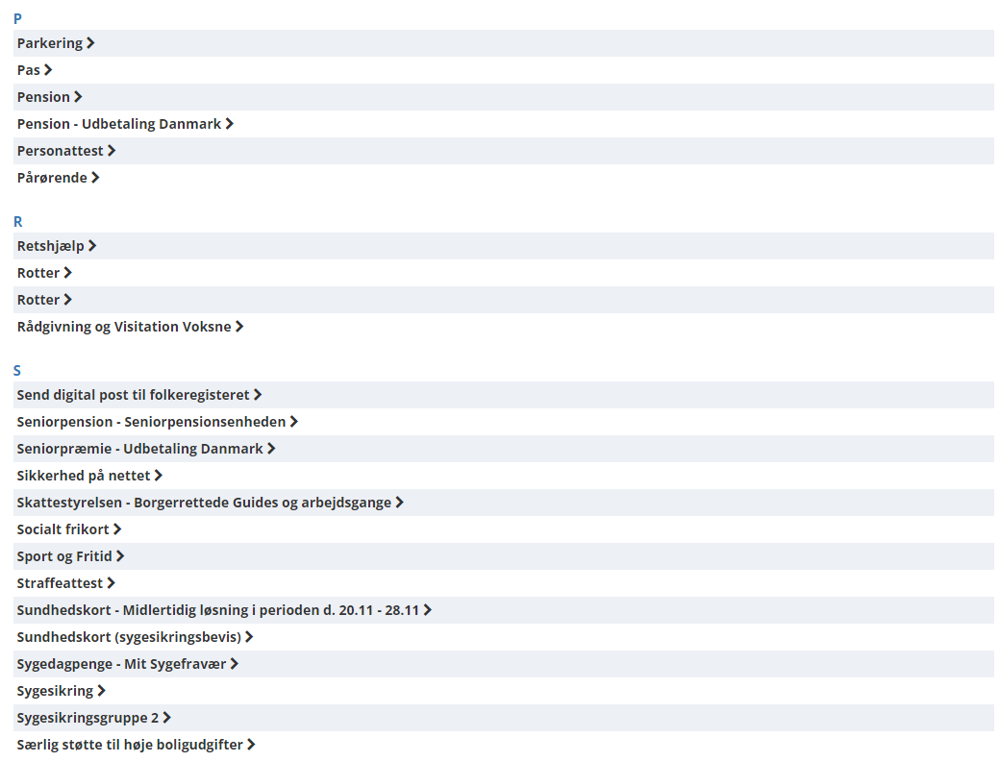 P
Parkering
Pas
Pension
Pension - Udbetaling Danmark
Personattest
Pårørende
R
Retshjælp
Rotter
Rotter
Rådgivning og Visitation Voksne
S
Send digital post til folkeregisteret
Seniorpension - Seniorpensionsenheden
Seniorpræmie - Udbetaling Danmark
Sikkerhed på nettet
Skattestyrelsen - Borgerrettede Guides og arbejdsgange
Socialt frikort
Sport og Fritid
Straffeattest
Sundhedskort - Midlertidig løsning i perioden d. 20.11 - 28.11
Sundhedskort (sygesikringsbevis)
Sygedagpenge - Mit Sygefravær
Sygesikring
Sygesikringsgruppe 2
Særlig støtte til høje boligudgifter